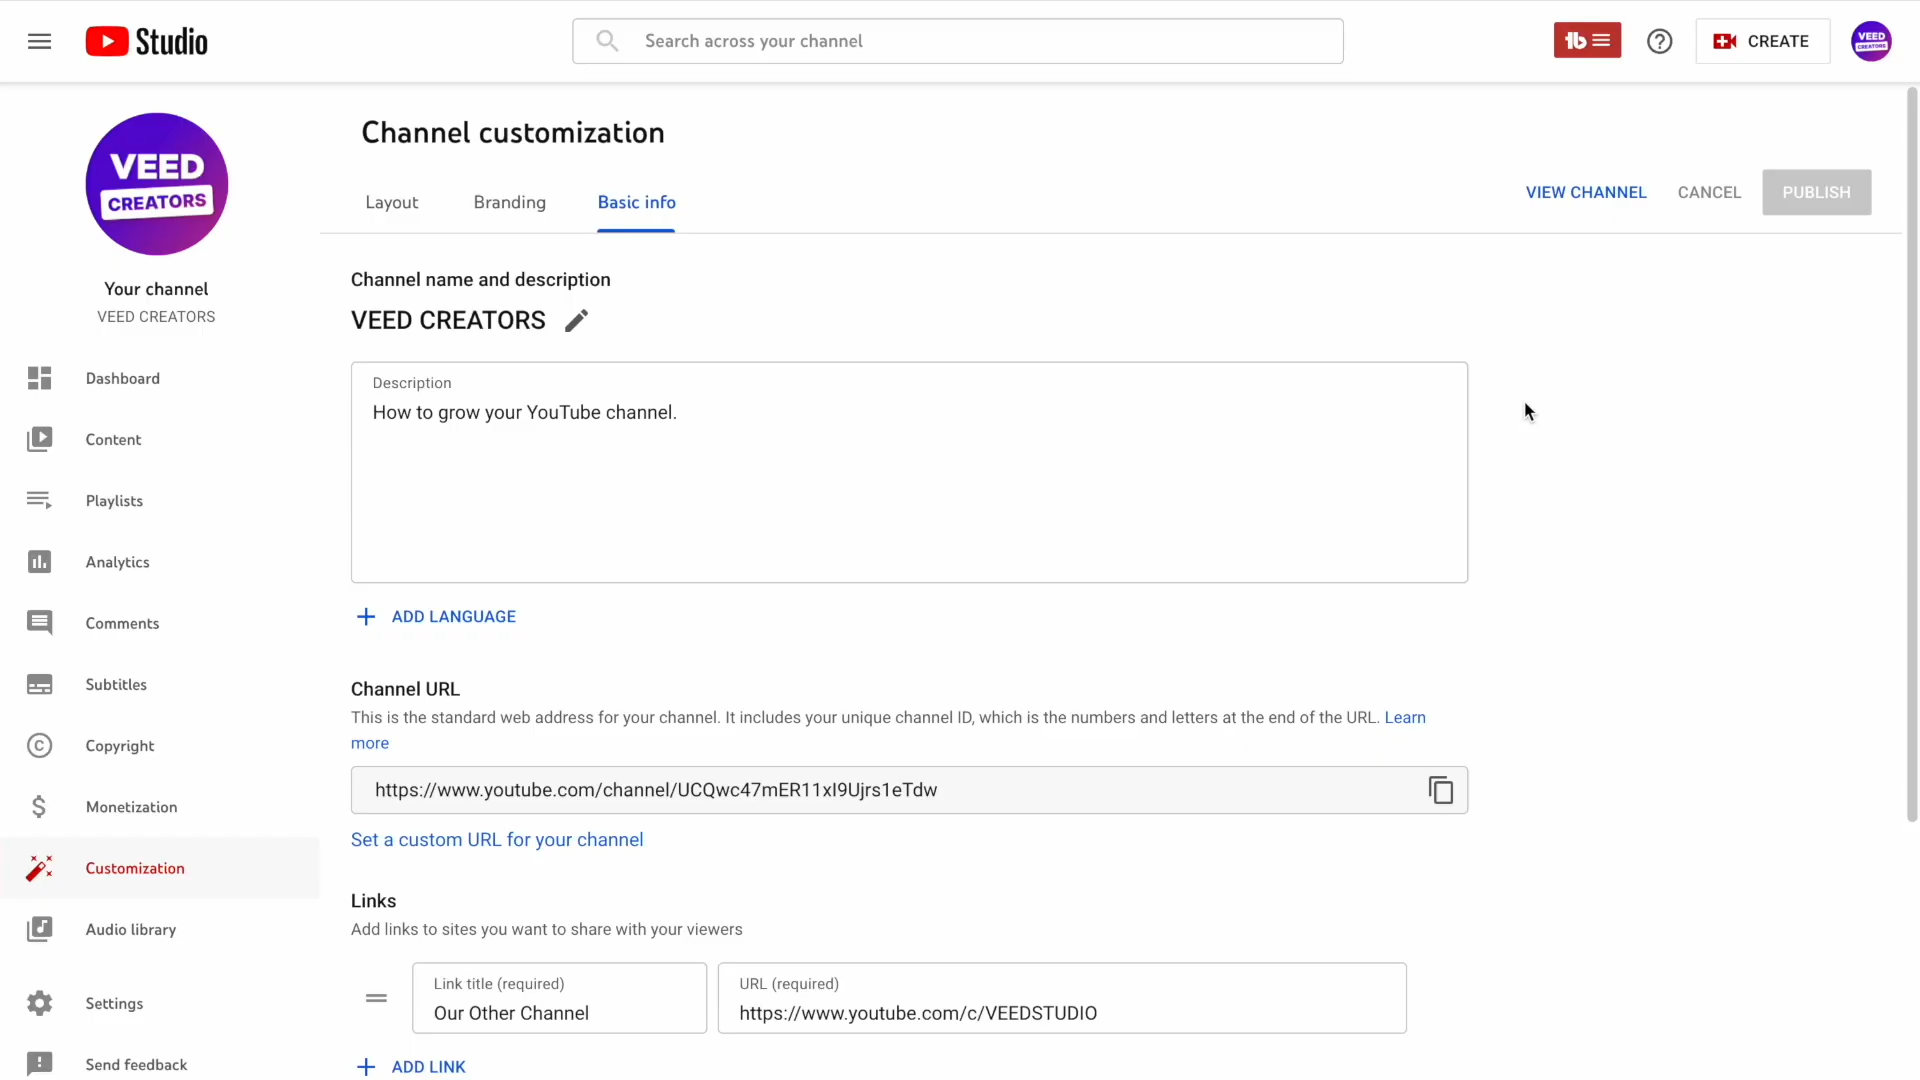 Studio
Search across your channel
CREATE
VEED
CREATORS
VEED
CREATORS
Your channel
VEED CREATORS
Dashboard
Content
Playlists
Analytics
Comments
Subtitles
Copyright
Monetization
Customization
Audio library
Settings
Send feedback
Channel customization
Layout
Branding
Basic info
VIEW CHANNEL
CANCEL
PUBLISH
Channel name and description
VEED CREATORS
Description
How to grow your YouTube channel.
ADD LANGUAGE
Channel URL
This is the standard web address for your channel. It includes your unique channel ID, which is the numbers and letters at the end of the URL. Learn
more
https://www.youtube.com/channel/UCQwc47mER11xI9Ujrs1eTdw
Set a custom URL for your channel
Links
Add links to sites you want to share with your viewers
Link title (required)
Our Other Channel
URL (required)
https://www.youtube.com/c/VEEDSTUDIO
ADD LINK